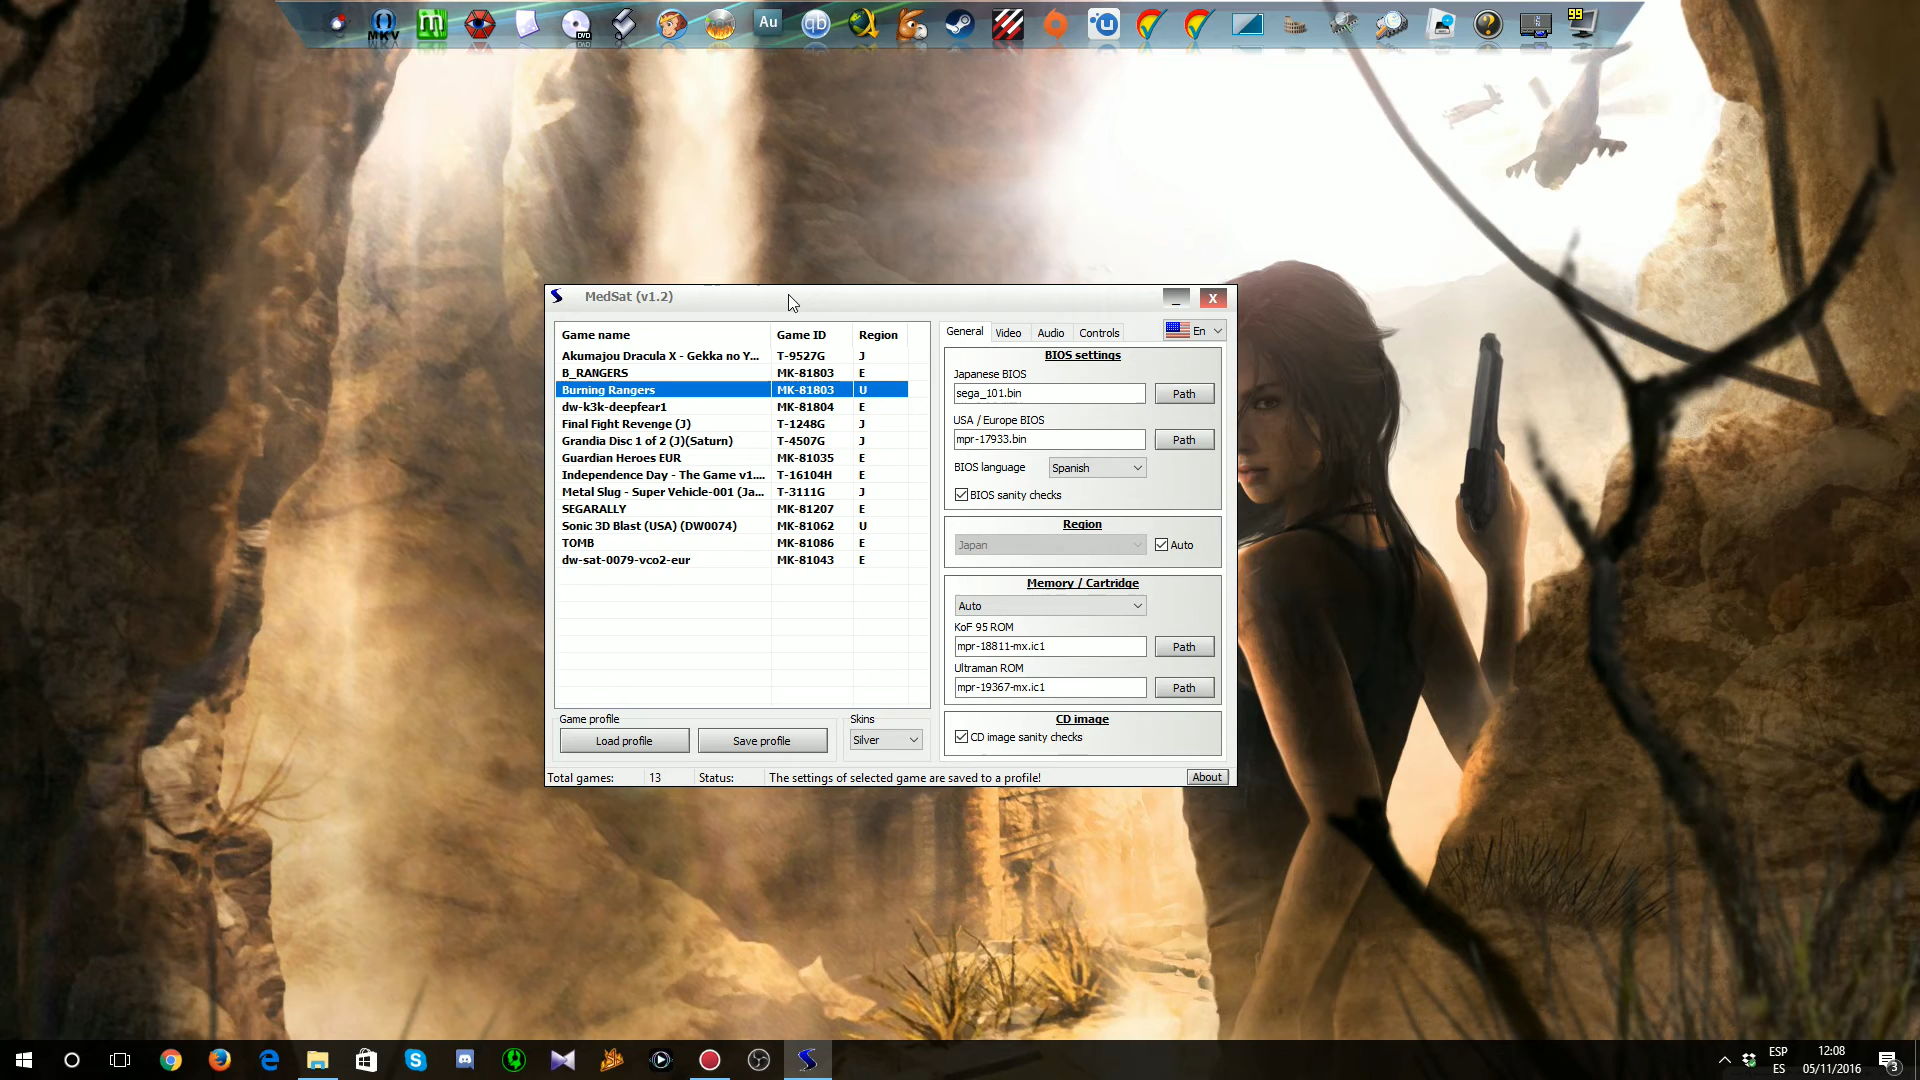 MKV
DVD
Au
qb
99
MedSat (v1.2)
Game name Game ID Region
Akumajou Dracula X - Gekka no Y... T-9527G J
B_RANGERS MK-81803 E
Burning Rangers MK-81803 U
dw-k3k-deepfear1 MK-81804 E
Final Fight Revenge (J) T-1248G J
Grandia Disc 1 of 2 (J)(Saturn) T-4507G J
Guardian Heroes EUR MK-81035 E
Independence Day - The Game v1.... T-16104H E
Metal Slug - Super Vehicle-001 (Ja... T-3111G J
SEGARALLY MK-81207 E
Sonic 3D Blast (USA) (DW0074) MK-81062 U
TOMB MK-81086 E
dw-sat-0079-vco2-eur MK-81043 E
Game profile
Load profile Save profile
Skins
Silver
Total games: 13 Status: The settings of selected game are saved to a profile!
General Video Audio Controls En
BIOS settings
Japanese BIOS
sega_101.bin Path
USA / Europe BIOS
mpr-17933.bin Path
BIOS language Spanish
BIOS sanity checks
Region
Japan Auto
Memory / Cartridge
Auto
KoF 95 ROM
mpr-18811-mx.ic1 Path
Ultraman ROM
mpr-19367-mx.ic1 Path
CD image
CD image sanity checks
About
ESP
ES
12:08
05/11/2016
3